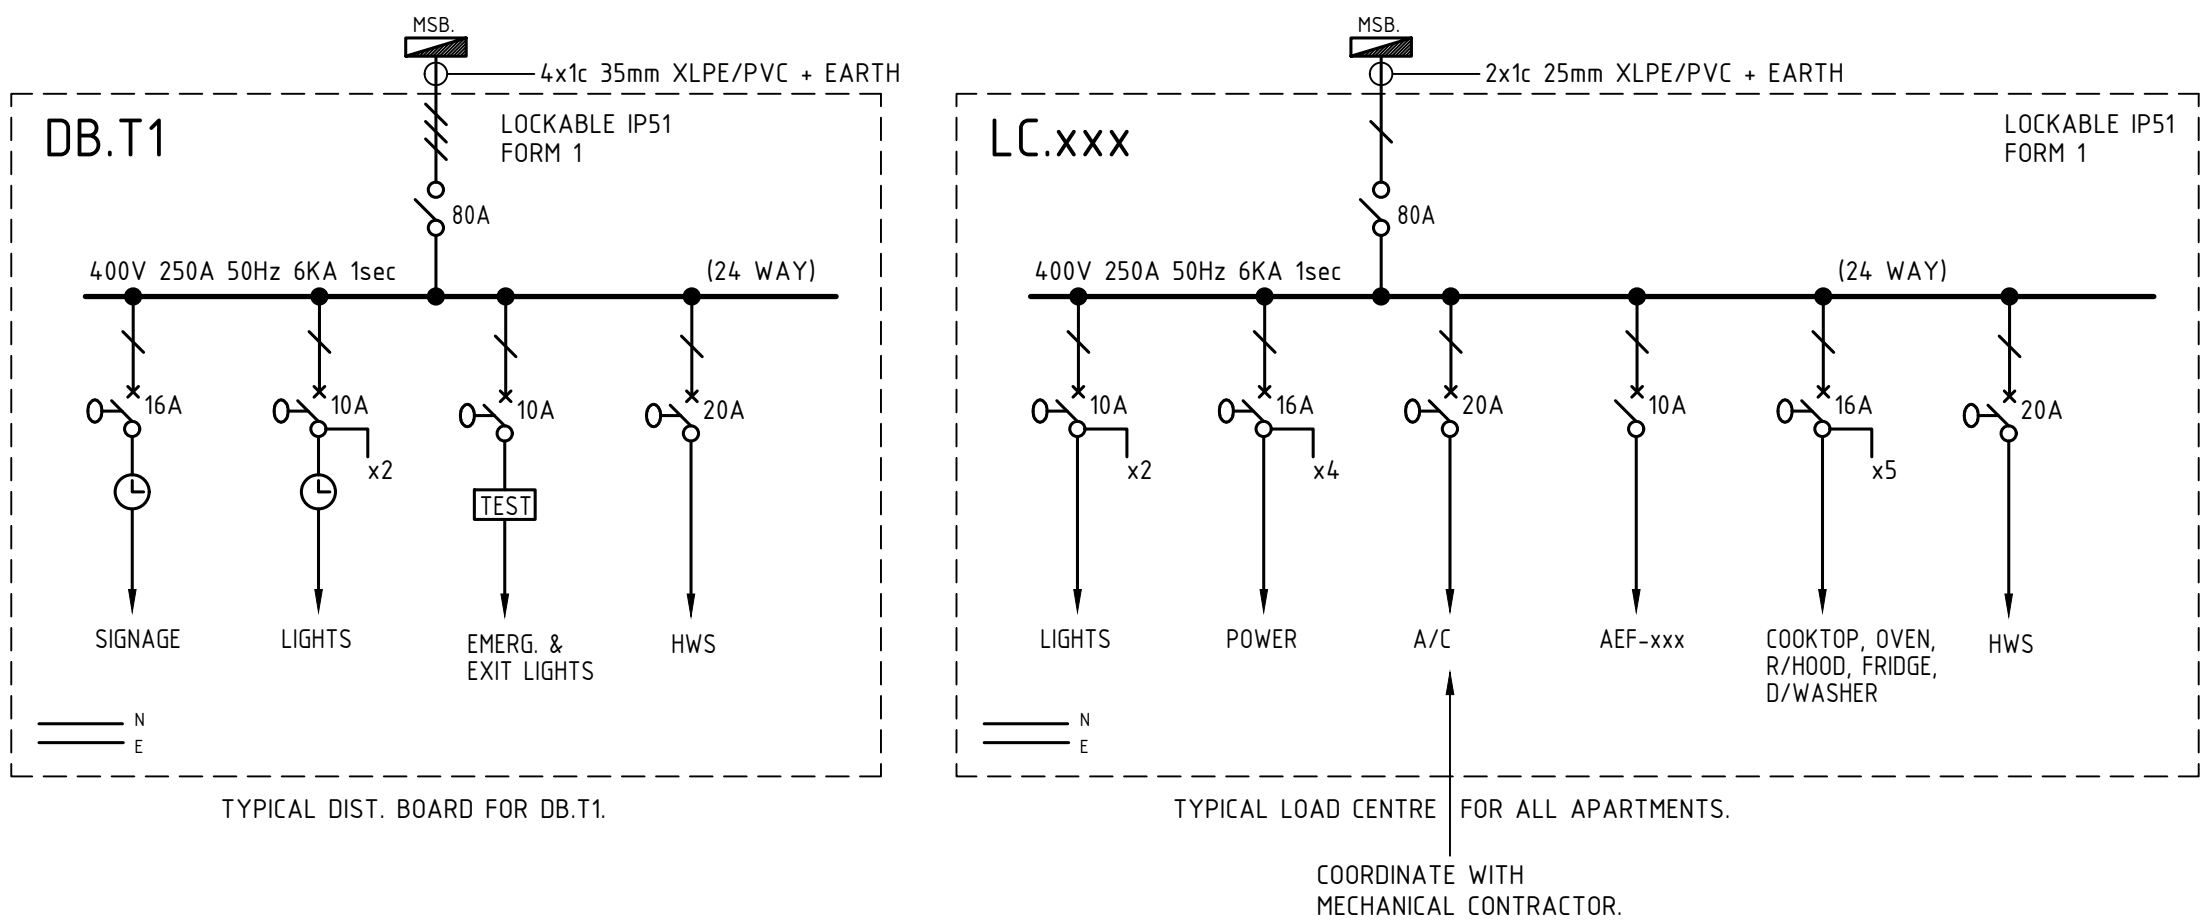 MSB.
4x1c 35mm XLPE/PVC + EARTH
DB.T1
LOCKABLE IP51
FORM 1
80A
400V 250A 50Hz 6KA 1sec
(24 WAY)
16A
10A
x2
10A
20A
TEST
SIGNAGE
LIGHTS
EMERG. &
EXIT LIGHTS
HWS
N
E
TYPICAL DIST. BOARD FOR DB.T1.
MSB.
2x1c 25mm XLPE/PVC + EARTH
LC.xxx
LOCKABLE IP51
FORM 1
80A
400V 250A 50Hz 6KA 1sec
(24 WAY)
10A
x2
16A
x4
20A
10A
16A
x5
20A
LIGHTS
POWER
A/C
AEF-xxx
COOKTOP, OVEN,
R/HOOD, FRIDGE,
D/WASHER
HWS
N
E
TYPICAL LOAD CENTRE FOR ALL APARTMENTS.
COORDINATE WITH
MECHANICAL CONTRACTOR.